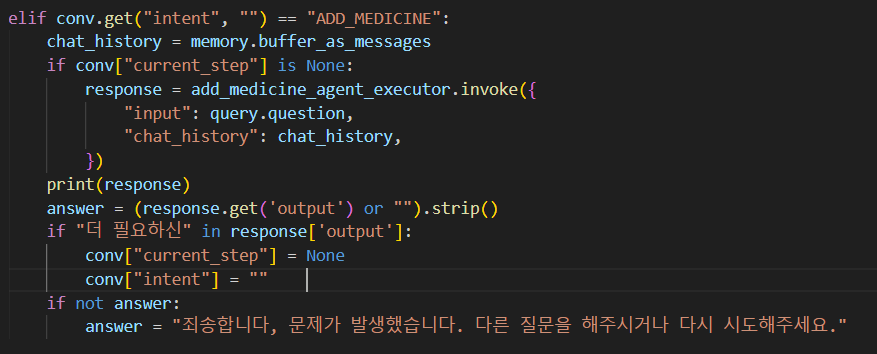 elif conv.get("intent", "") == "ADD_MEDICINE":
    chat_history = memory.buffer_as_messages
    if conv["current_step"] is None:
        response = add_medicine_agent_executor.invoke({
            "input": query.question,
            "chat_history": chat_history,
        })
    print(response)
    answer = (response.get('output') or "").strip()
    if "더 필요하신" in response['output']:
        conv["current_step"] = None
        conv["intent"] = ""
    if not answer:
        answer = "죄송합니다, 문제가 발생했습니다. 다른 질문을 해주시거나 다시 시도해주세요."